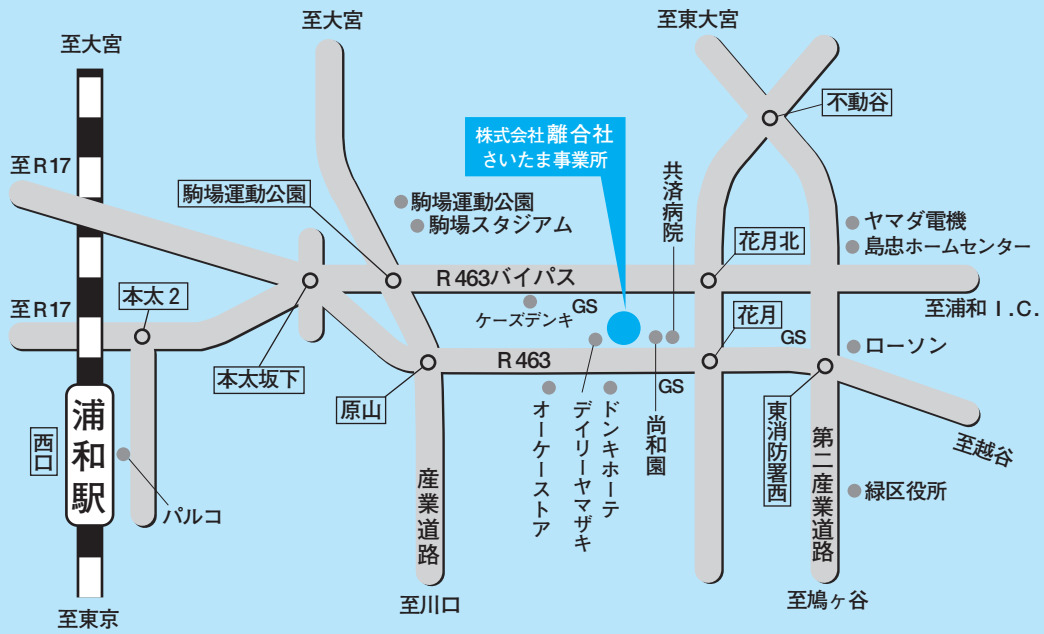 至大宮
至大宮
至東大宮
不動谷
株式会社離合社
さいたま事業所
至R17
駒場運動公園
駒場運動公園
駒場スタジアム
共済病院
花月北
ヤマダ電機
島忠ホームセンター
R463バイパス
至R17
本太2
ケーズデンキ
GS
花月
GS
至浦和I.C.
ローソン
本太坂下
原山
R463
GS
浦和駅
西口
パルコ
産業道路
オーケーストア
デイリーヤマザキ
ドンキホーテ
尚和園
東消防署西
第二産業道路
至越谷
緑区役所
至東京
至川口
至鳩ヶ谷